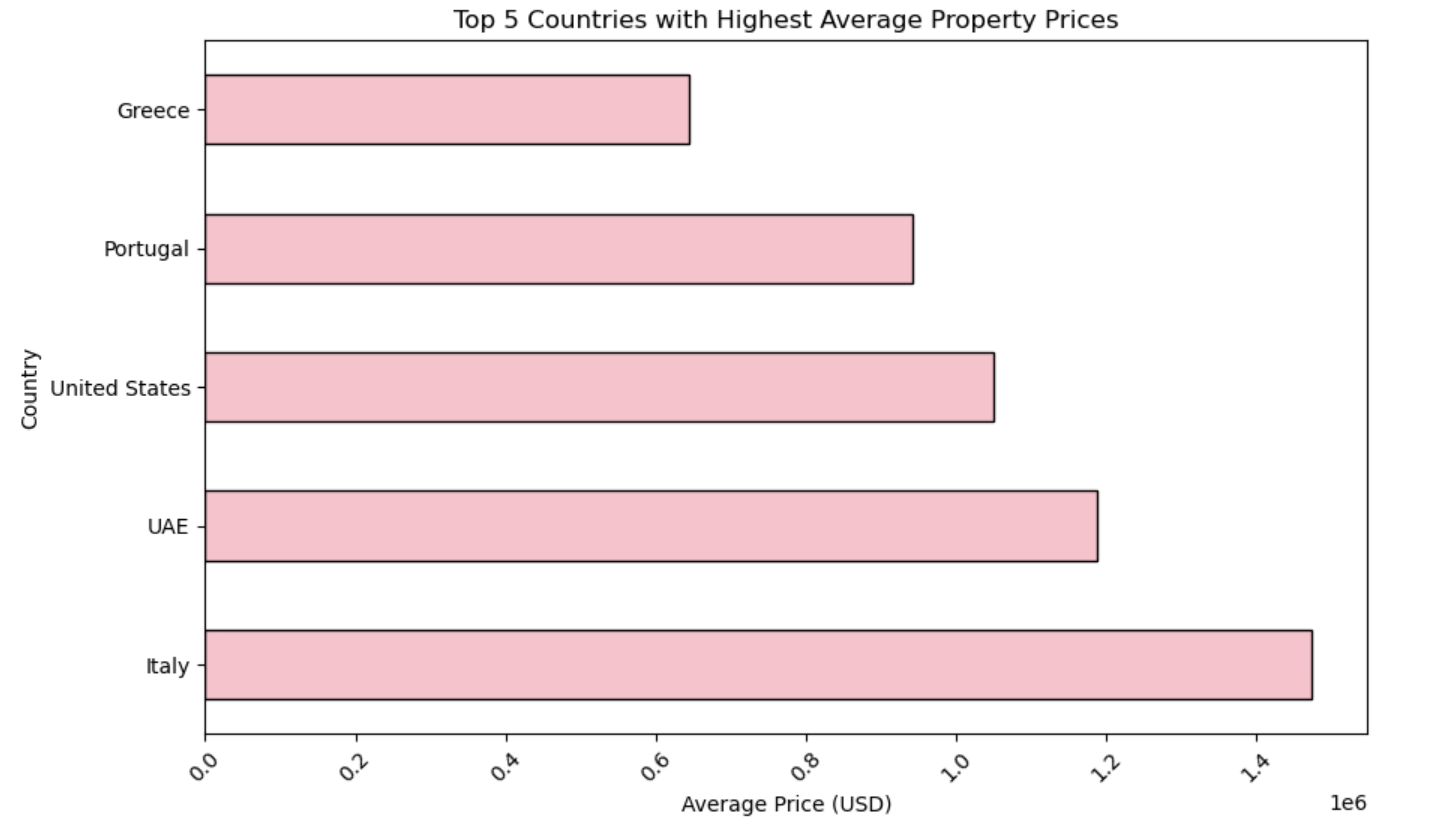 Top 5 Countries with Highest Average Property Prices
Greece
Portugal
United States
UAE
Italy
Country
0.0 0.2 0.4 0.6 0.8 1.0 1.2 1.4
Average Price (USD)
1e6